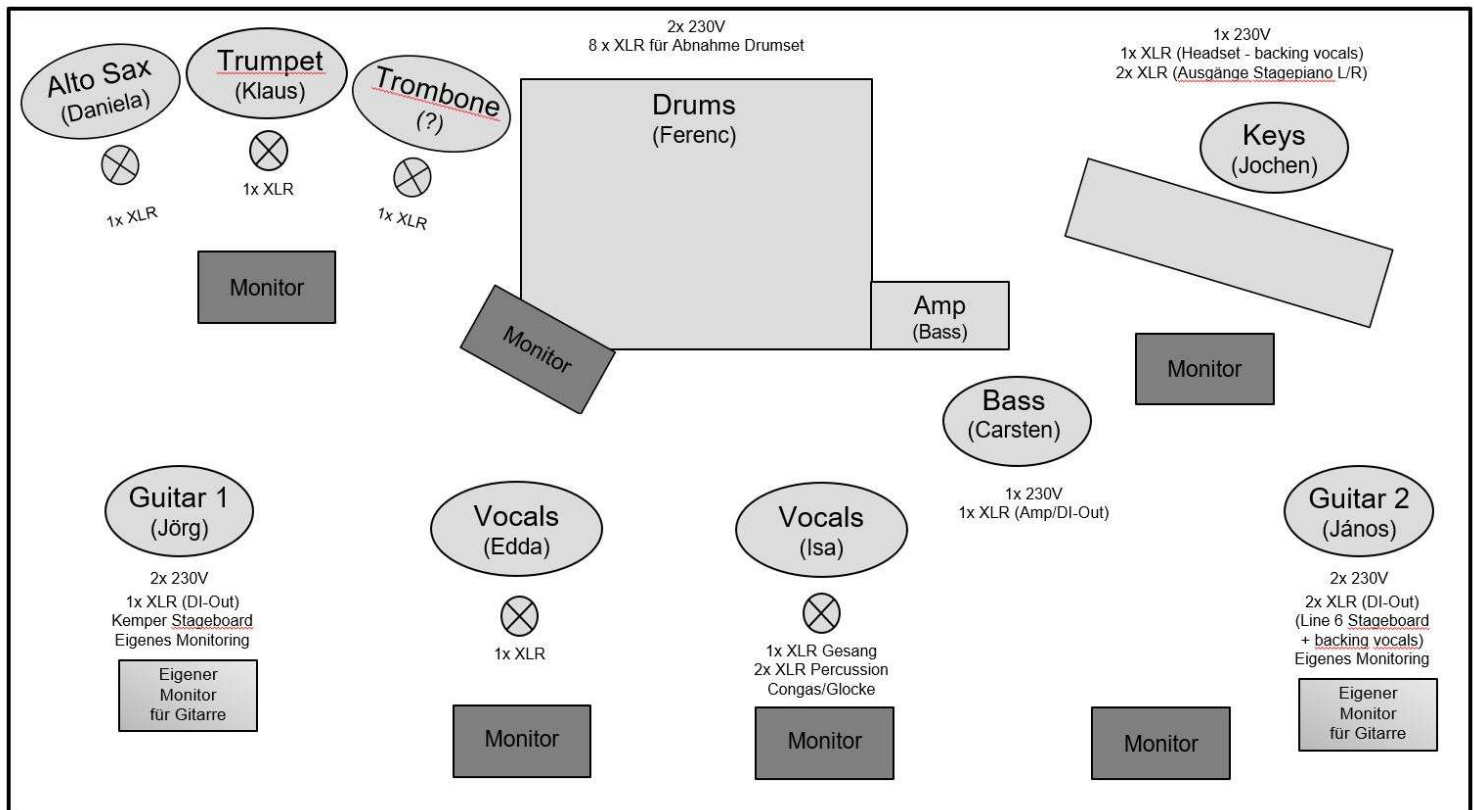 Alto Sax
(Daniela)
1x XLR
Trumpet
(Klaus)
1x XLR
Trombone
(?)
1x XLR
Monitor
2x 230V
8 x XLR für Abnahme Drumset
Drums
(Ferenc)
Monitor
Amp
(Bass)
1x 230V
1x XLR (Headset - backing vocals)
2x XLR (Ausgänge Stagepiano L/R)
Keys
(Jochen)
Monitor
Bass
(Carsten)
1x 230V
1x XLR (Amp/DI-Out)
Guitar 1
(Jörg)
2x 230V
1x XLR (DI-Out)
Kemper Stageboard
Eigenes Monitoring
Eigener
Monitor
für Gitarre
Vocals
(Edda)
1x XLR
Monitor
Vocals
(Isa)
1x XLR Gesang
2x XLR Percussion
Congas/Glocke
Monitor
Monitor
Guitar 2
(János)
2x 230V
2x XLR (DI-Out)
(Line 6 Stageboard
+ backing vocals)
Eigenes Monitoring
Eigener
Monitor
für Gitarre